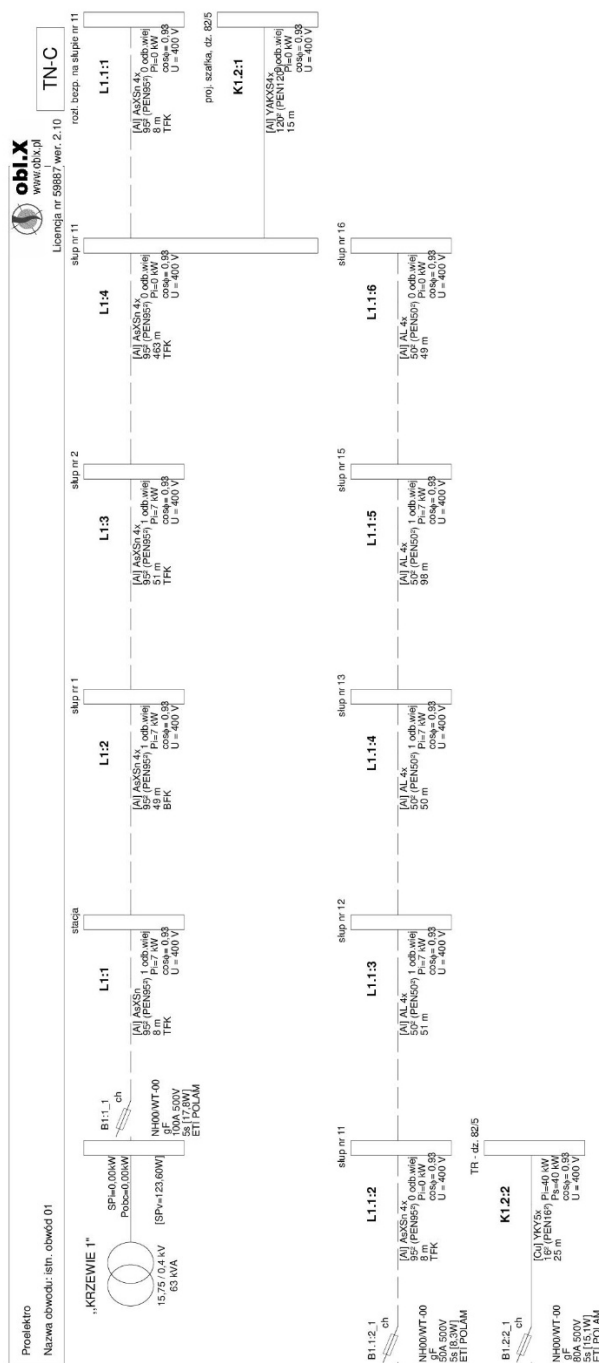 Proelektro
Nazwa obwodu: istn. obwód 01
obl.X
www.oblx.pl
Licencja nr 59887 wer. 2.10
TN-C
"KRZEWIE 1"
15,75 / 0,4 kV
63 kVA
SPi=0,00kW
Pobo=0,00kW
[SPv=123,60W]
B1:1_1
ch
NH00/WT-00
gF
100A 500V
5s [17,8W]
ETI POLAM
stacja
L1:1
[Al] AsXSn
95² (PEN95²) 1 odb.wiej
8 m Pi=7 kW
TFK cosφ= 0,93
U = 400 V
słup nr 1
L1:2
[Al] AsXSn 4x
95² (PEN95²) 1 odb.wiej
49 m Pi=7 kW
BFK cosφ= 0,93
U = 400 V
słup nr 2
L1:3
[Al] AsXSn 4x
95² (PEN95²) 1 odb.wiej
51 m Pi=7 kW
TFK cosφ= 0,93
U = 400 V
słup nr 11
L1:4
[Al] AsXSn 4x
95² (PEN95²) 0 odb.wiej
463 m Pi=0 kW
TFK cosφ= 0,93
U = 400 V
rozł. bezp. na słupie nr 11
L1.1:1
[Al] AsXSn 4x
95² (PEN95²) 0 odb.wiej
8 m Pi=0 kW
TFK cosφ= 0,93
U = 400 V
proj. szafka, dz. 82/5
K1.2:1
[Al] YAKXS4x
120² (PEN120²) 0 odb.wiej
15 m Pi=0 kW
cosφ= 0,93
U = 400 V
B1.1:2_1
ch
NH00/WT-00
gF
50A 500V
5s [8,3W]
ETI POLAM
słup nr 11
L1.1:2
[Al] AsXSn 4x
95² (PEN95²) 0 odb.wiej
8 m Pi=0 kW
TFK cosφ= 0,93
U = 400 V
słup nr 12
L1.1:3
[Al] AL 4x
50² (PEN50²) 1 odb.wiej
51 m Pi=7 kW
cosφ= 0,93
U = 400 V
słup nr 13
L1.1:4
[Al] AL 4x
50² (PEN50²) 1 odb.wiej
50 m Pi=7 kW
cosφ= 0,93
U = 400 V
słup nr 15
L1.1:5
[Al] AL 4x
50² (PEN50²) 1 odb.wiej
98 m Pi=7 kW
cosφ= 0,93
U = 400 V
słup nr 16
L1.1:6
[Al] AL 4x
50² (PEN50²) 0 odb.wiej
49 m Pi=0 kW
cosφ= 0,93
U = 400 V
B1.2:2_1
ch
NH00/WT-00
gF
80A 500V
5s [15,1W]
ETI POLAM
TR - dz. 82/5
K1.2:2
[Cu] YKY5x
16² (PEN16²) Pi=40 kW
25 m Ps=40 kW
cosφ= 0,93
U = 400 V